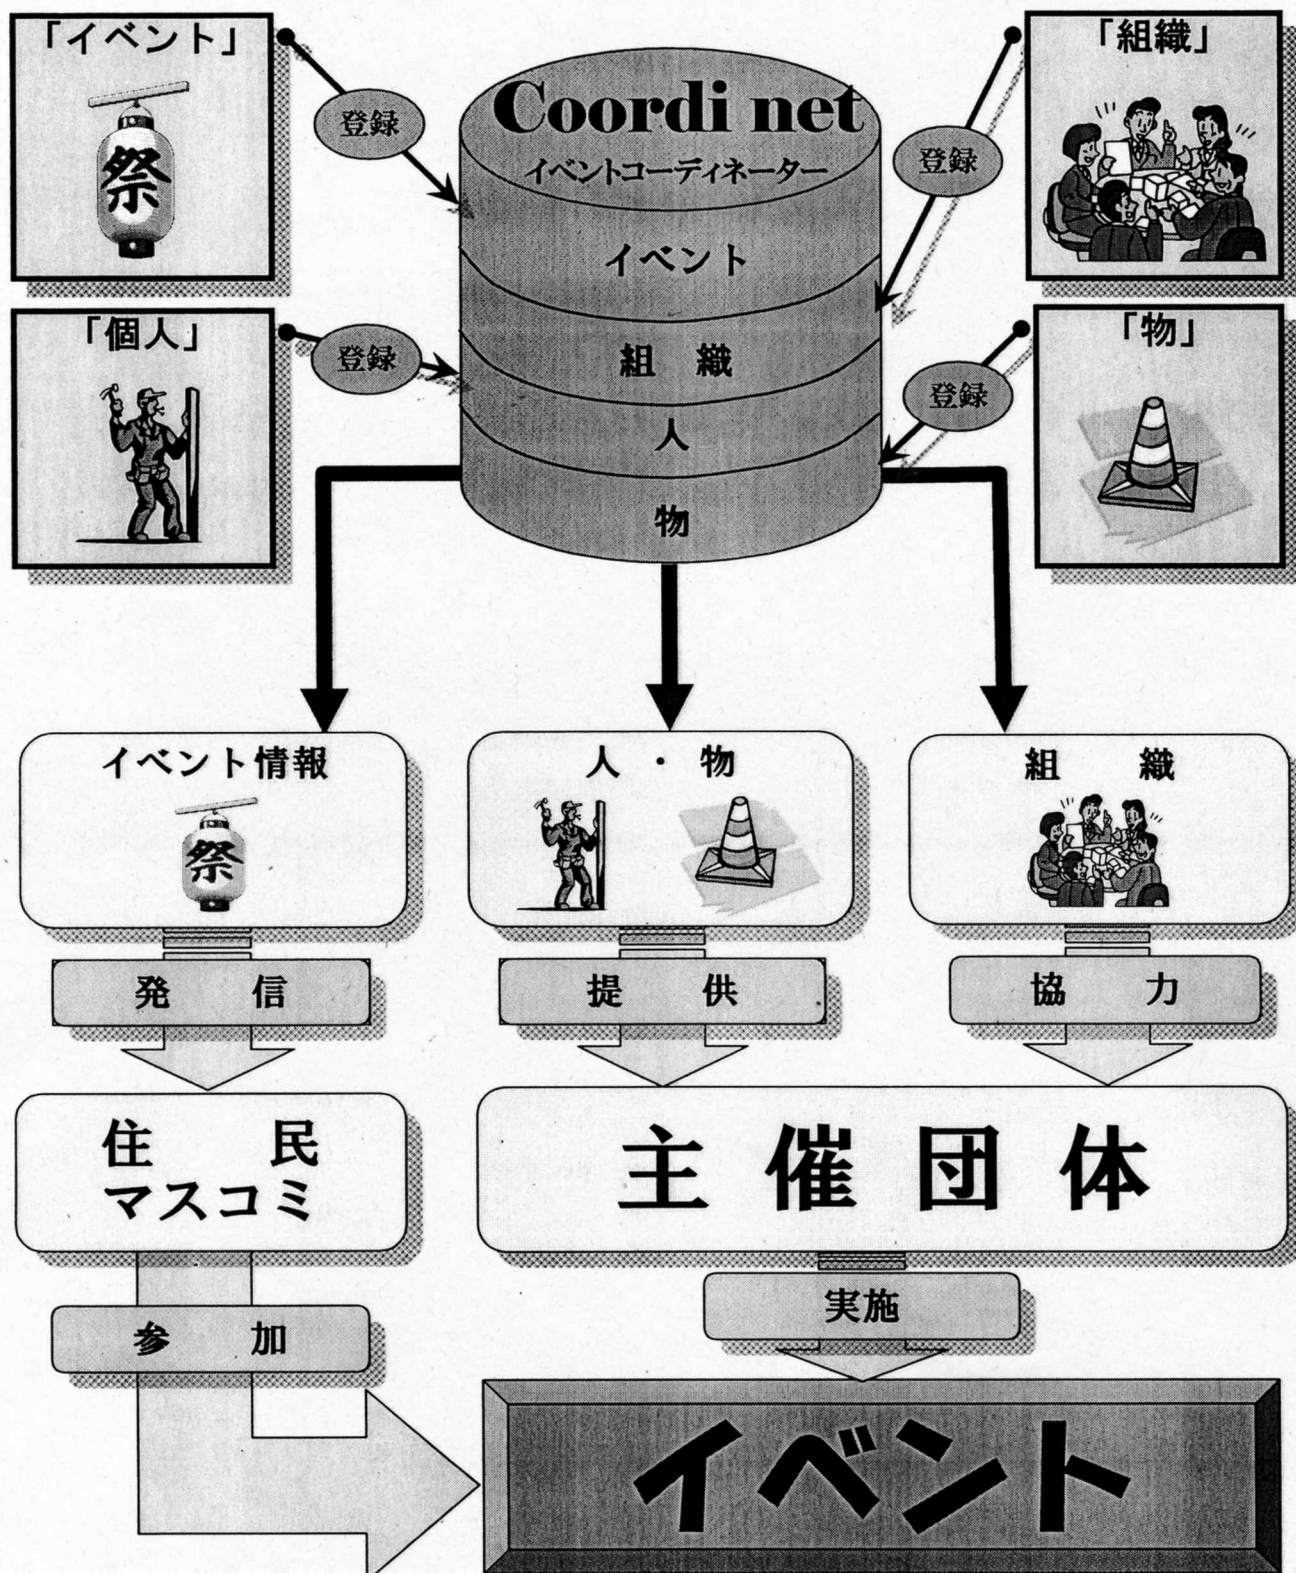 「イベント」
祭
登録
Coordi net
イベントコーディネーター
登録
「組織」
「個人」
登録
イベント
組織
人
物
登録
「物」
イベント情報
祭
人・物
組織
発信
提供
協力
住民
マスコミ
主催団体
参加
実施
イベント